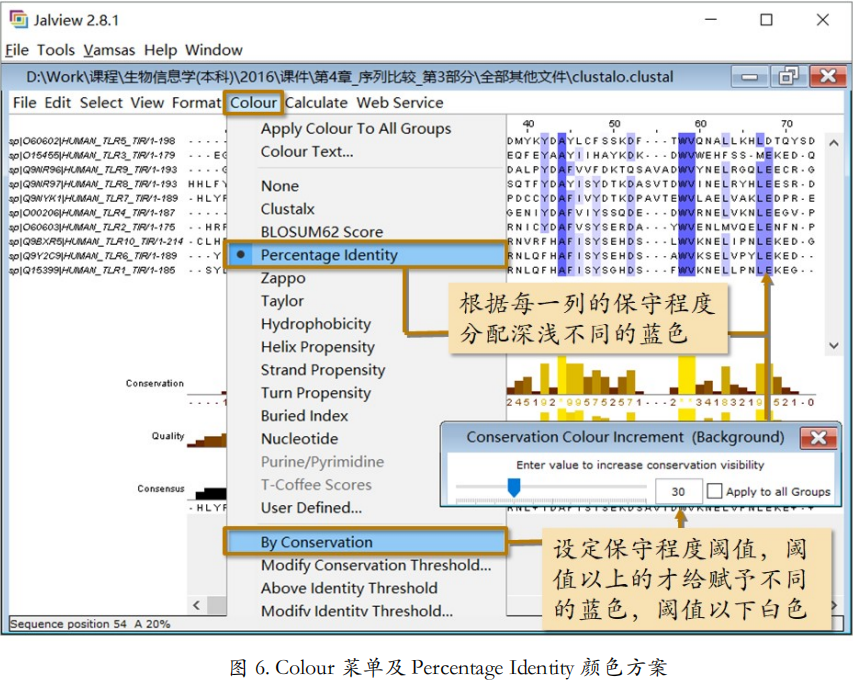 Jalview 2.8.1
File Tools Vamsas Help Window
D:\Work\课程\生物信息学(本科)\2016\课件\第4章_序列比较_第3部分\全部其他文件\clustalo.clustal
File Edit Select View Format Colour Calculate Web Service
Apply Colour To All Groups
Colour Text...
None
Clustalx
BLOSUM62 Score
Percentage Identity
Zappo
Taylor
Hydrophobicity
Helix Propensity
Strand Propensity
Turn Propensity
Buried Index
Nucleotide
Purine/Pyrimidine
T-Coffee Scores
User Defined...
By Conservation
Modify Conservation Threshold...
Above Identity Threshold
Modify Identity Threshold...
40 50 60 70
sp|O60602|HUMAN_TLR5_TIR/1-198
sp|O15455|HUMAN_TLR3_TIR/1-179
sp|Q9NR96|HUMAN_TLR9_TIR/1-193
sp|Q9NR97|HUMAN_TLR8_TIR/1-193
sp|Q9NYK1|HUMAN_TLR7_TIR/1-189
sp|O00206|HUMAN_TLR4_TIR/1-187
sp|O60603|HUMAN_TLR2_TIR/1-175
sp|Q9BXR5|HUMAN_TLR10_TIR/1-214
sp|Q9Y2C9|HUMAN_TLR6_TIR/1-189
sp|Q15399|HUMAN_TLR1_TIR/1-185
DMYKYDAYLCFSSKDF---TWVQNALLKHLDTQYSD
EQFEYAAYIIHAYKDK---DWVWEHFSS-MEKED-Q
DALPYDAFVVFDKTQSAVADWVYNELRGQLEECRG
SQTFYDAYISYDTKDASVTDWVINELRYHLEESR-D
PDCCYDAFIVYDTKDPAVTEWVLAELVAKLEDPR-E
GENIYDAFVIYSSQDE---DWVRNELVKNLEEGVP-P
RNICYDAFVSYSERDA---YWVENLMVQELENFN-P
NVRFHAFISYSEHDS---LWVKNELIPNLEKED-G
RNLQFHAFISYSEHDS---AWVKSELVPYLEKED-I
RNLQFHAFISYSGHDS---FWVKNELLPNLEKEG--
根据每一列的保守程度
分配深浅不同的蓝色
Conservation
Quality
Consensus
Conservation Colour Increment (Background)
Enter value to increase conservation visibility
30 Apply to all Groups
设定保守程度阈值，阈
值以上的才给赋予不同
的蓝色，阈值以下白色
Sequence position 54 A 20%
图 6. Colour 菜单及 Percentage Identity 颜色方案